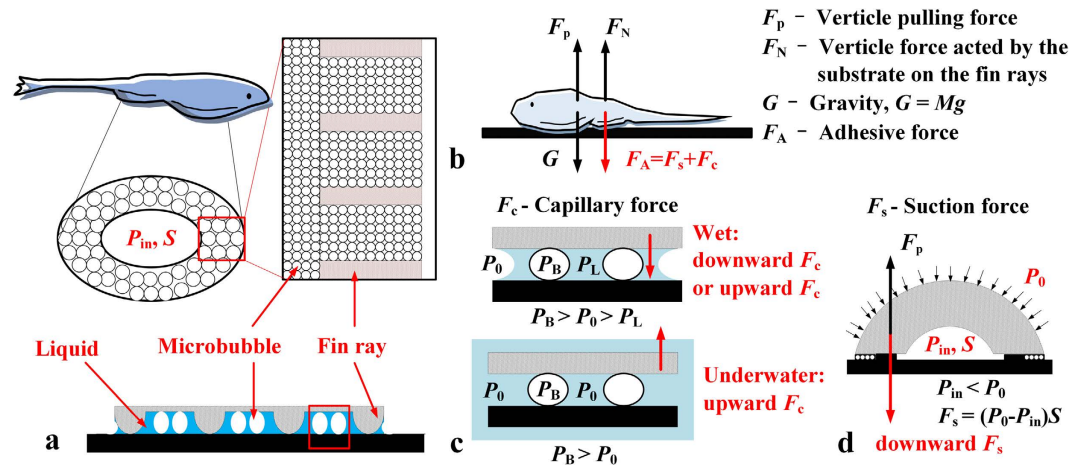 P_in, S
Liquid
Microbubble
Fin ray
a
b
F_p
F_N
G
F_A=F_s+F_c
F_p – Verticle pulling force
F_N – Verticle force acted by the
substrate on the fin rays
G – Gravity, G = Mg
F_A – Adhesive force
F_c - Capillary force
P_0
P_B
P_L
P_B > P_0 > P_L
Wet:
downward F_c
or upward F_c
P_0
P_B
P_0
P_B > P_0
Underwater:
upward F_c
c
F_s - Suction force
F_p
P_0
P_in, S
P_in < P_0
F_s = (P_0-P_in)S
downward F_s
d